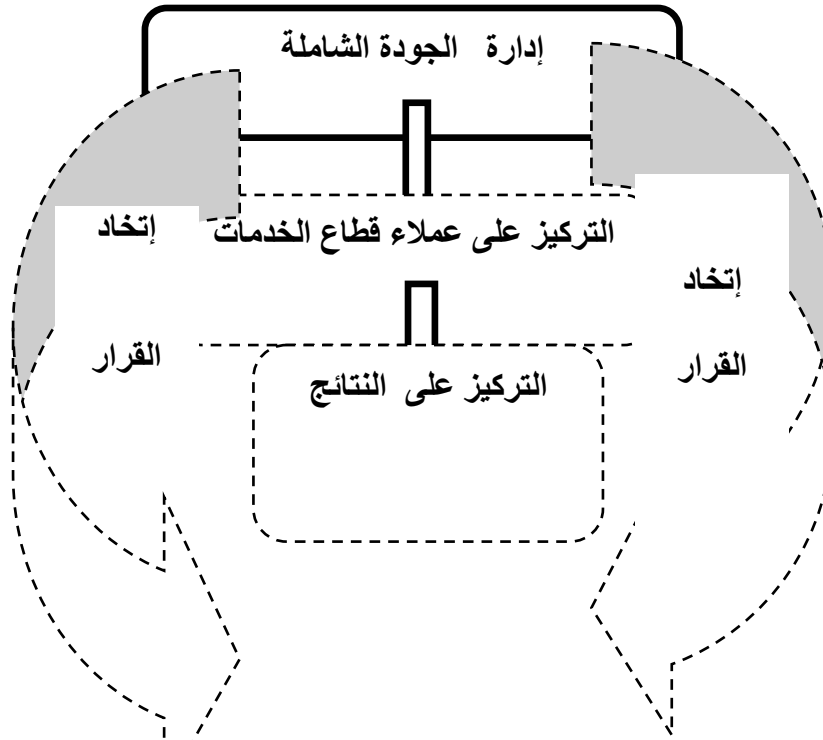 إدارة الجودة الشاملة
التركيز على عملاء قطاع الخدمات
إتخاد
القرار
إتخاد
القرار
التركيز على النتائج